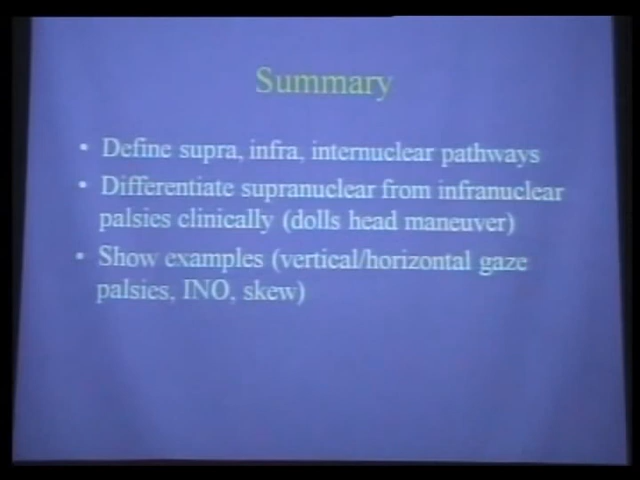 Summary
• Define supra, infra, internuclear pathways
• Differentiate supranuclear from infranuclear
palsies clinically (dolls head maneuver)
• Show examples (vertical/horizontal gaze
palsies, INO, skew)